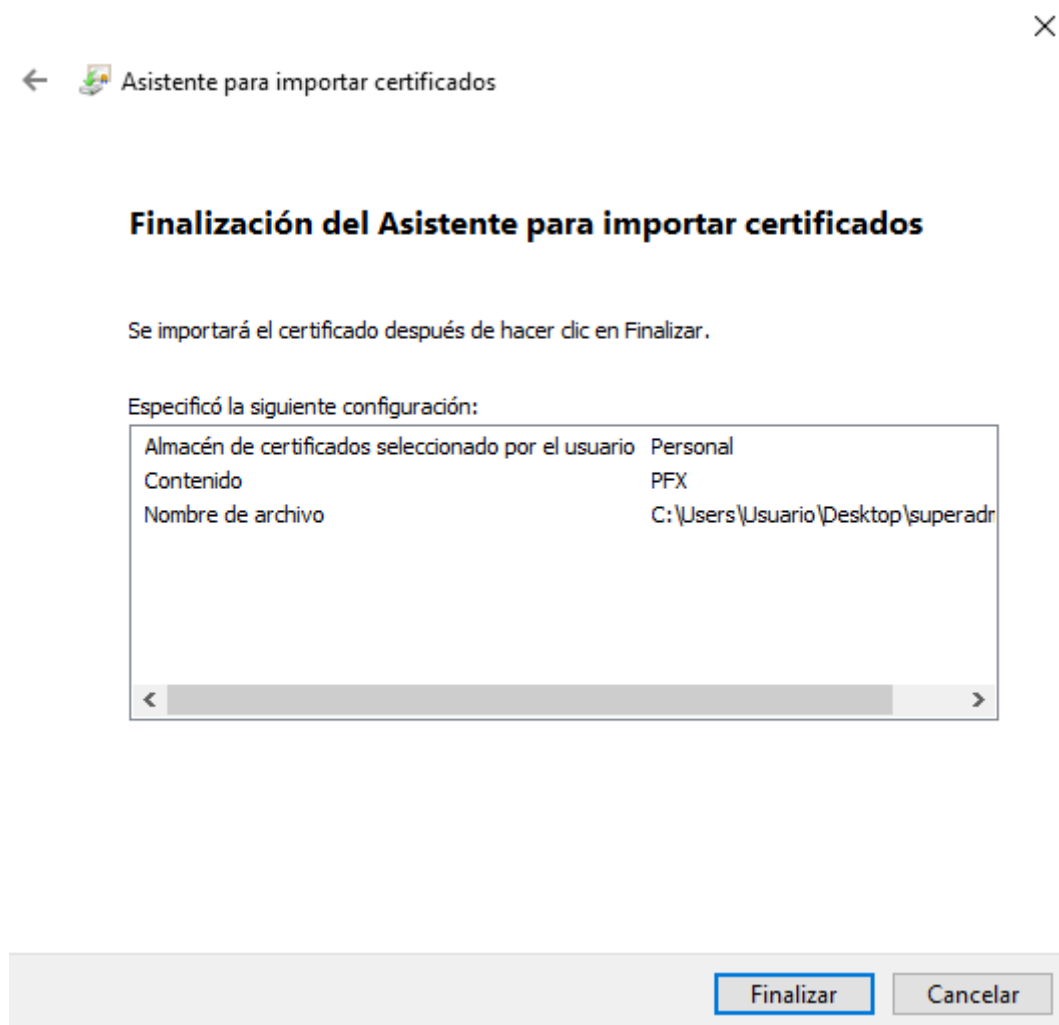 Asistente para importar certificados
Finalización del Asistente para importar certificados
Se importará el certificado después de hacer clic en Finalizar.
Especificó la siguiente configuración:
Almacén de certificados seleccionado por el usuario Personal
Contenido PFX
Nombre de archivo C:\Users\Usuario\Desktop\superadr
Finalizar Cancelar